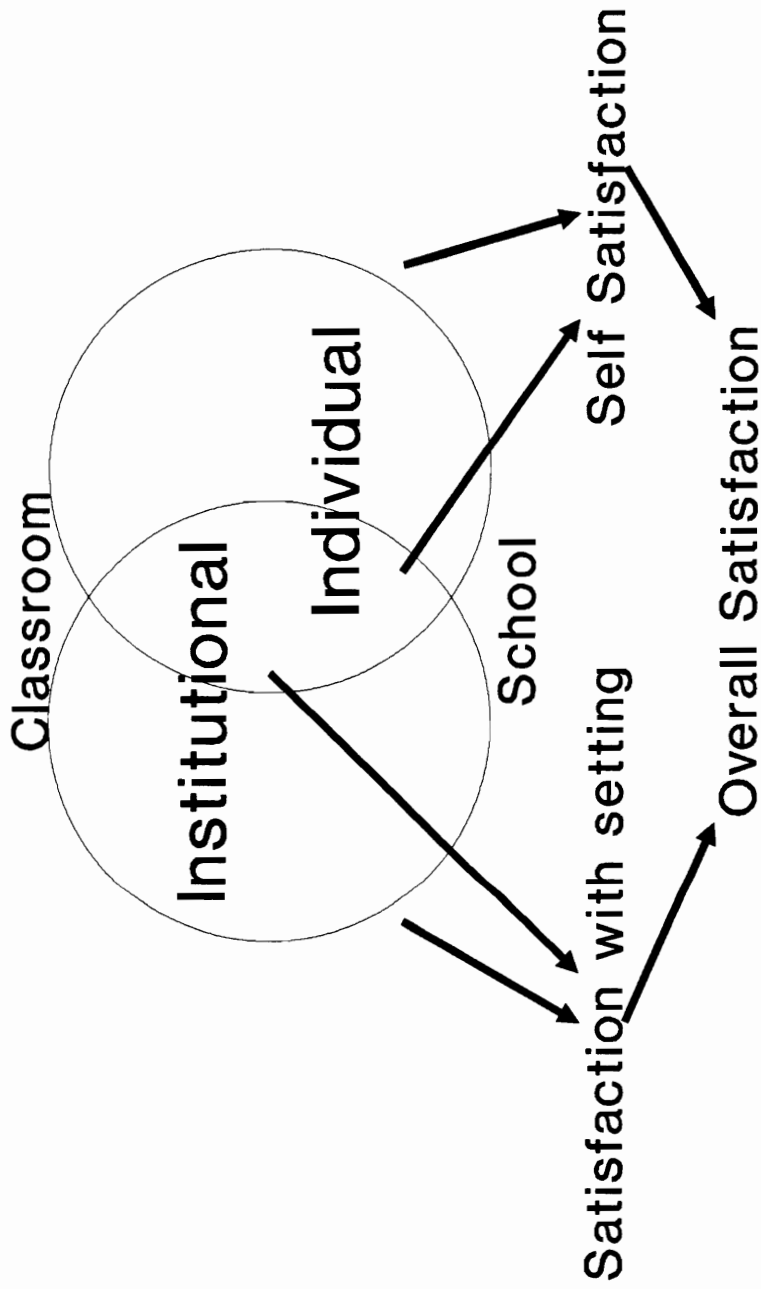 Classroom
Institutional
Individual
School
Satisfaction with setting
Self Satisfaction
Overall Satisfaction